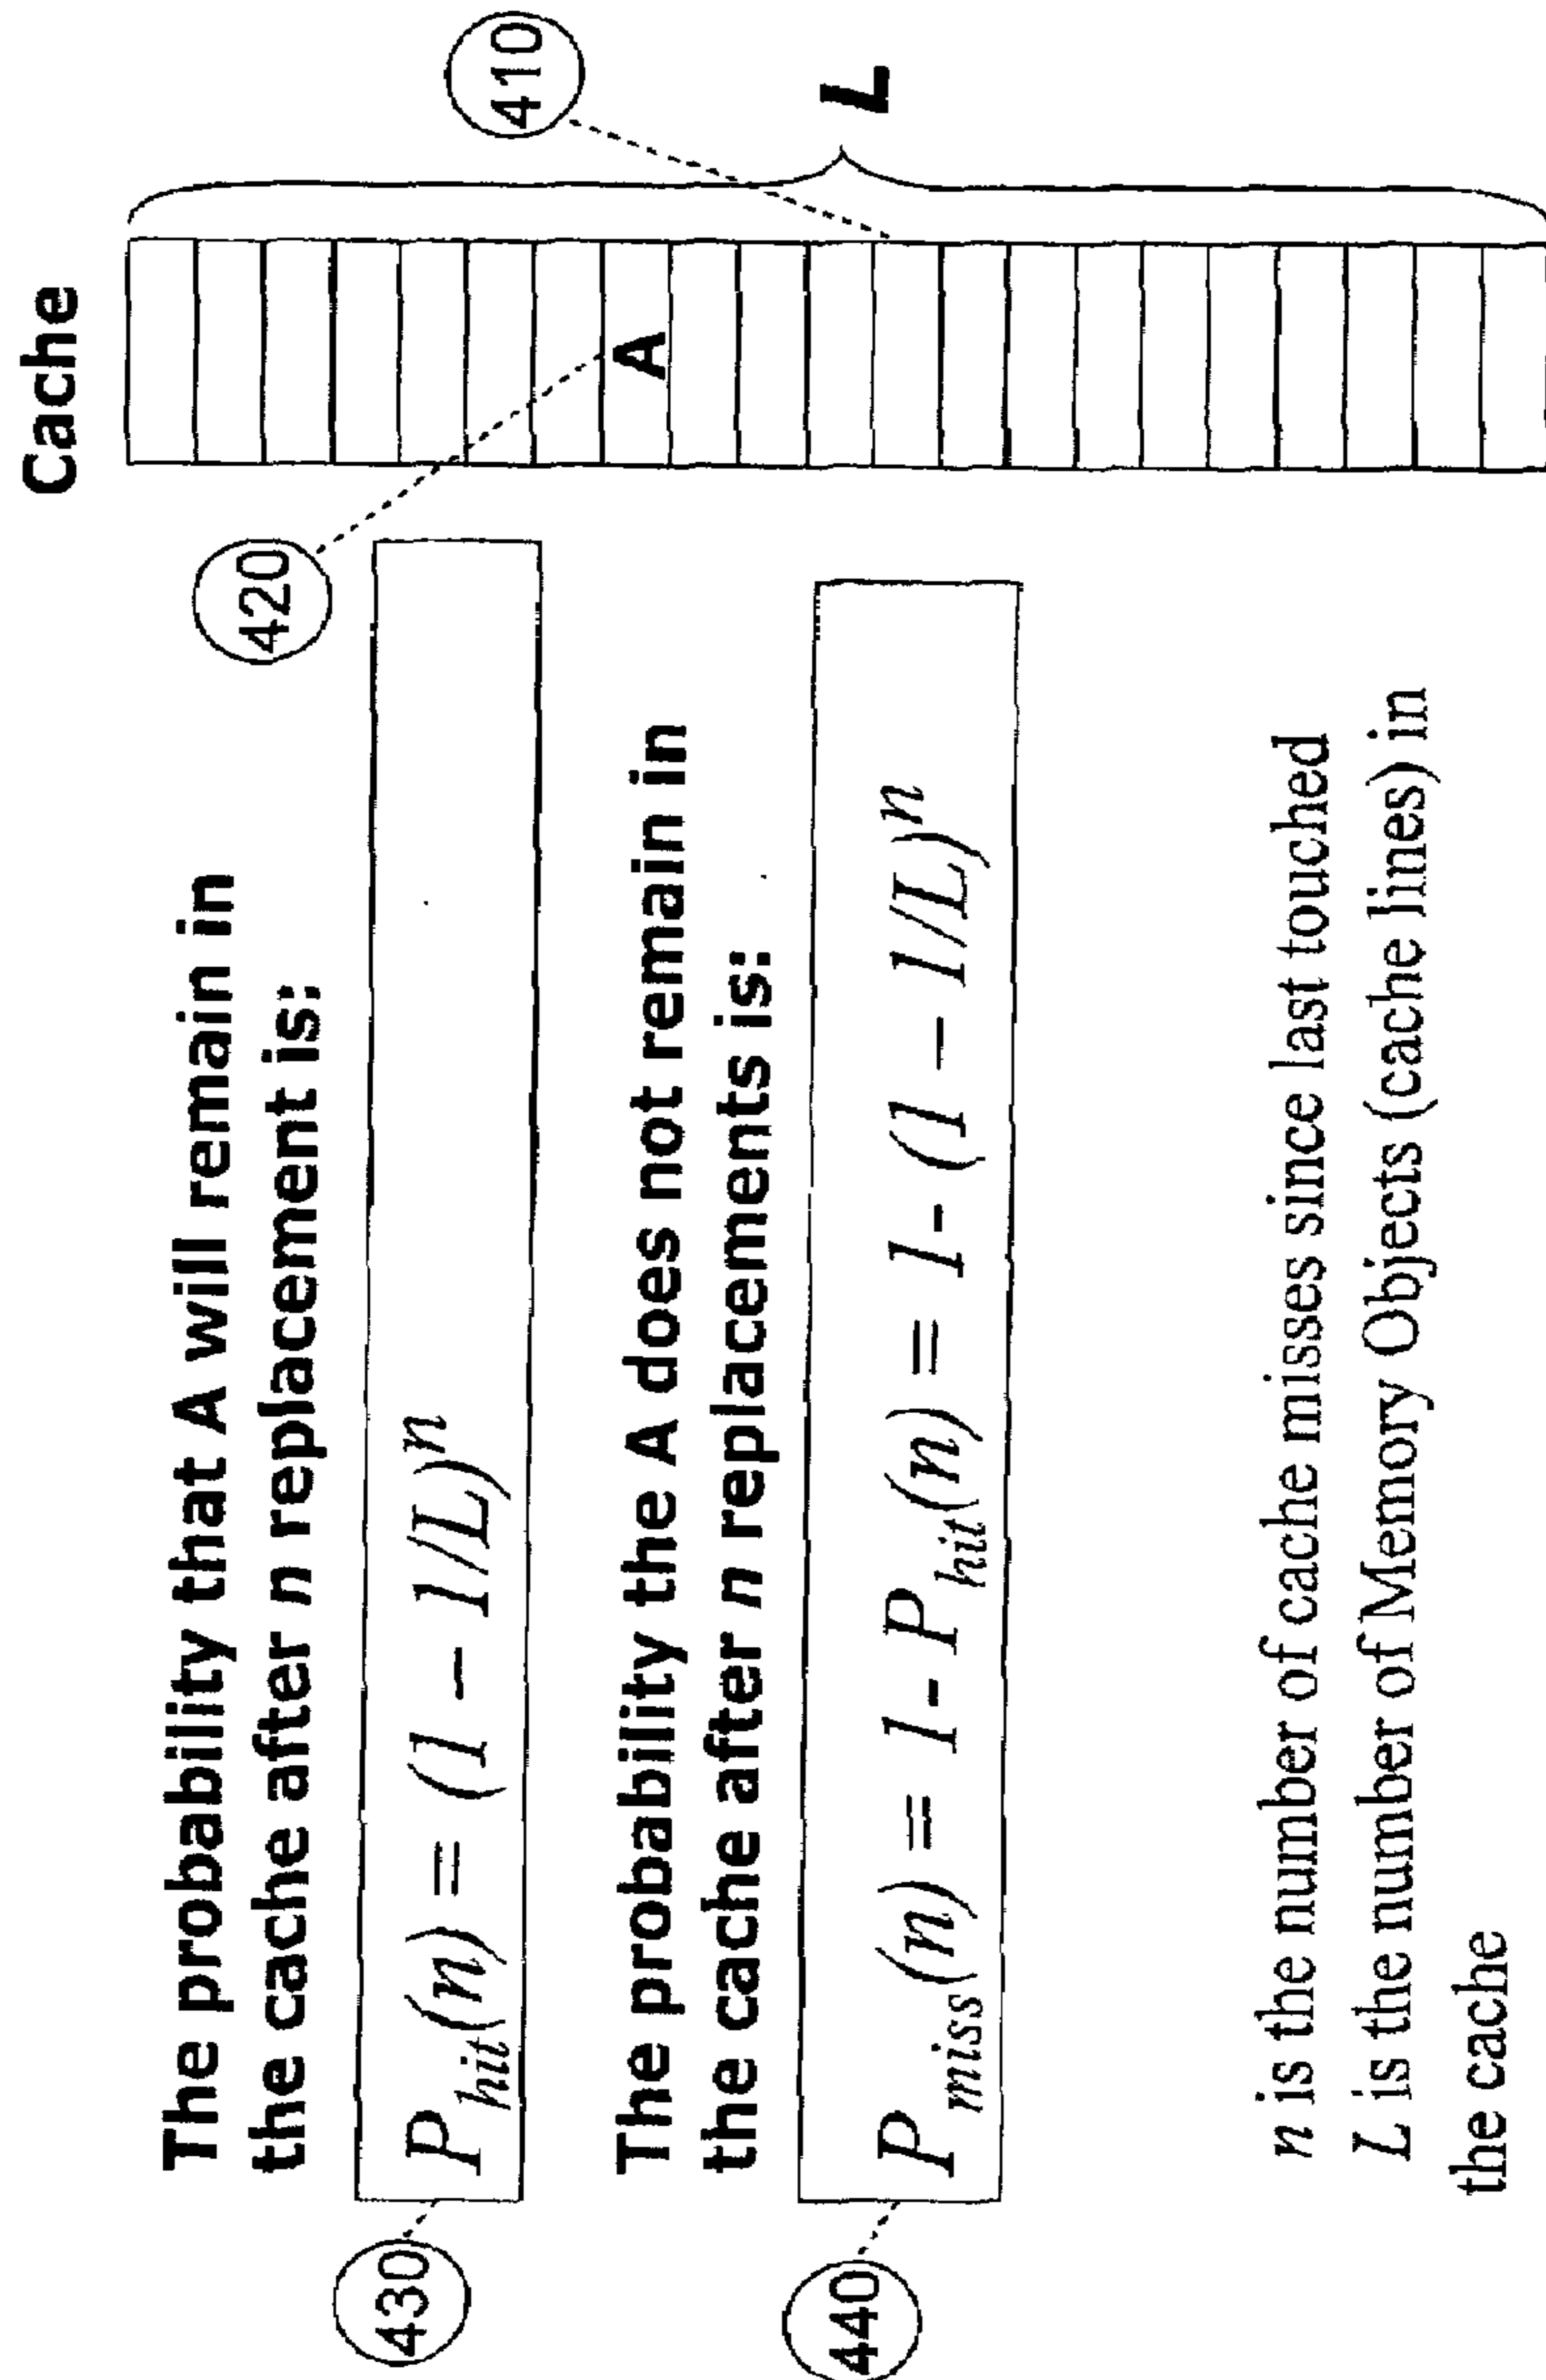 The probability that A will remain in
the cache after n replacement is:
430
P_hit(n) = (1 – 1/L)^n
The probability the A does not remain in
the cache after n replacements is:
440
P_miss(n) = 1- P_hit(n) = 1- (1 – 1/L)^n
n is the number of cache misses since last touched
L is the number of Memory Objects (cache lines) in
the cache
Cache
420
A
410
L